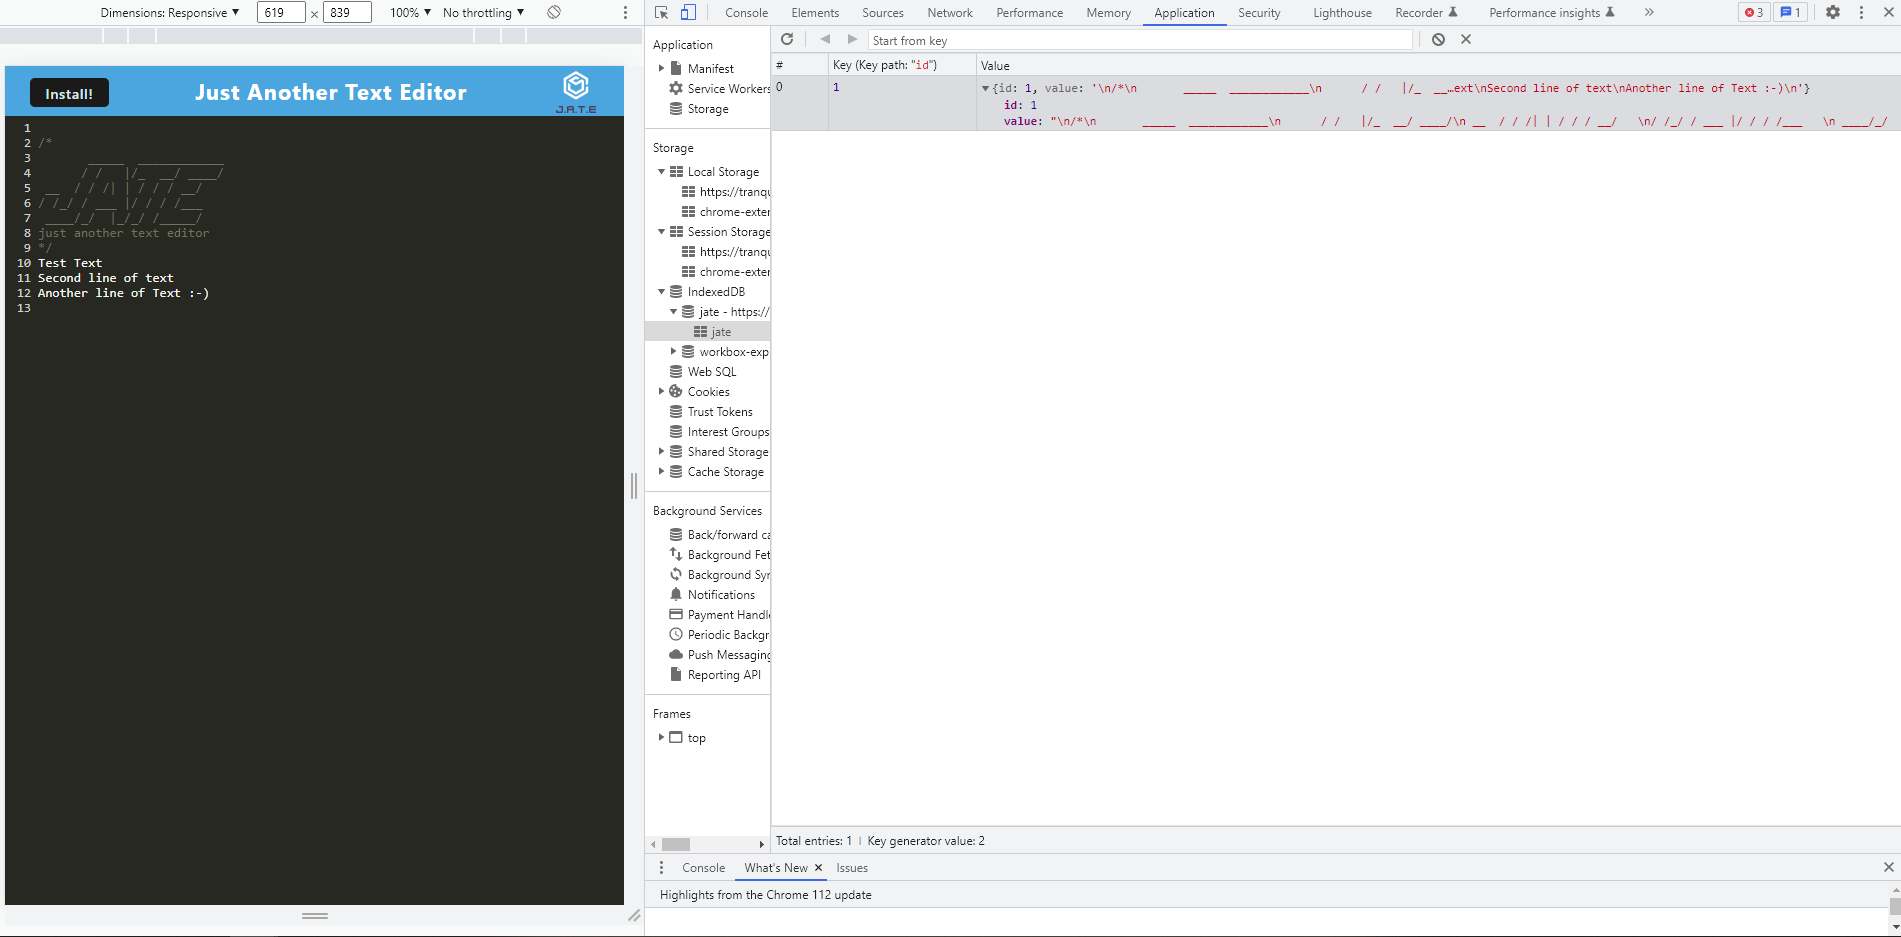 Dimensions: Responsive ▼ 619 × 839 100% ▼ No throttling ▼
Install!
Just Another Text Editor
J.A.T.E
1
2 /*
3       _____  ____________
4      / /   |/_  __/ ____/
5  __  / / /| | / / / __/
6 / /_/ / ___ |/ / / /___
7  ____/_/  |_/_/ /_____/
8 just another text editor
9 */
10 Test Text
11 Second line of text
12 Another line of Text :-)
13
Console Elements Sources Network Performance Memory Application Security Lighthouse Recorder Performance insights » 3 1
Application
Manifest
Service Workers
Storage
Storage
Local Storage
https://tranqu
chrome-exter
Session Storage
https://tranqu
chrome-exter
IndexedDB
jate - https://
jate
workbox-exp
Web SQL
Cookies
Trust Tokens
Interest Groups
Shared Storage
Cache Storage
Background Services
Back/forward ca
Background Fet
Background Syn
Notifications
Payment Handle
Periodic Backgr
Push Messaging
Reporting API
Frames
top
Start from key
# Key (Key path: "id") Value
0 1 ▼{id: 1, value: '\n/*\n      _____  ____________\n     / /   |/_  __…ext\nSecond line of text\nAnother line of Text :-)\n'}
id: 1
value: "\n/*\n      _____  ____________\n     / /   |/_  __/ ____/\n __  / / /| | / / / __/   \n/ /_/ / ___ |/ / / /___   \n ____/_/
Total entries: 1 Key generator value: 2
Console What's New × Issues
Highlights from the Chrome 112 update